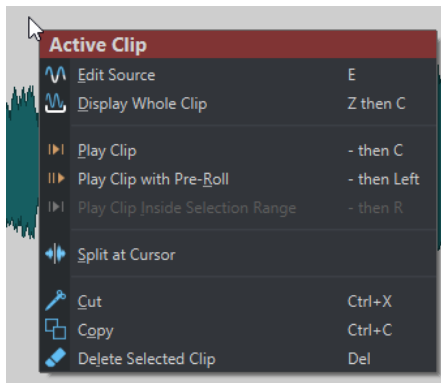 Active Clip
Edit Source E
Display Whole Clip Z then C
Play Clip - then C
Play Clip with Pre-Roll - then Left
Play Clip Inside Selection Range - then R
Split at Cursor
Cut Ctrl+X
Copy Ctrl+C
Delete Selected Clip Del